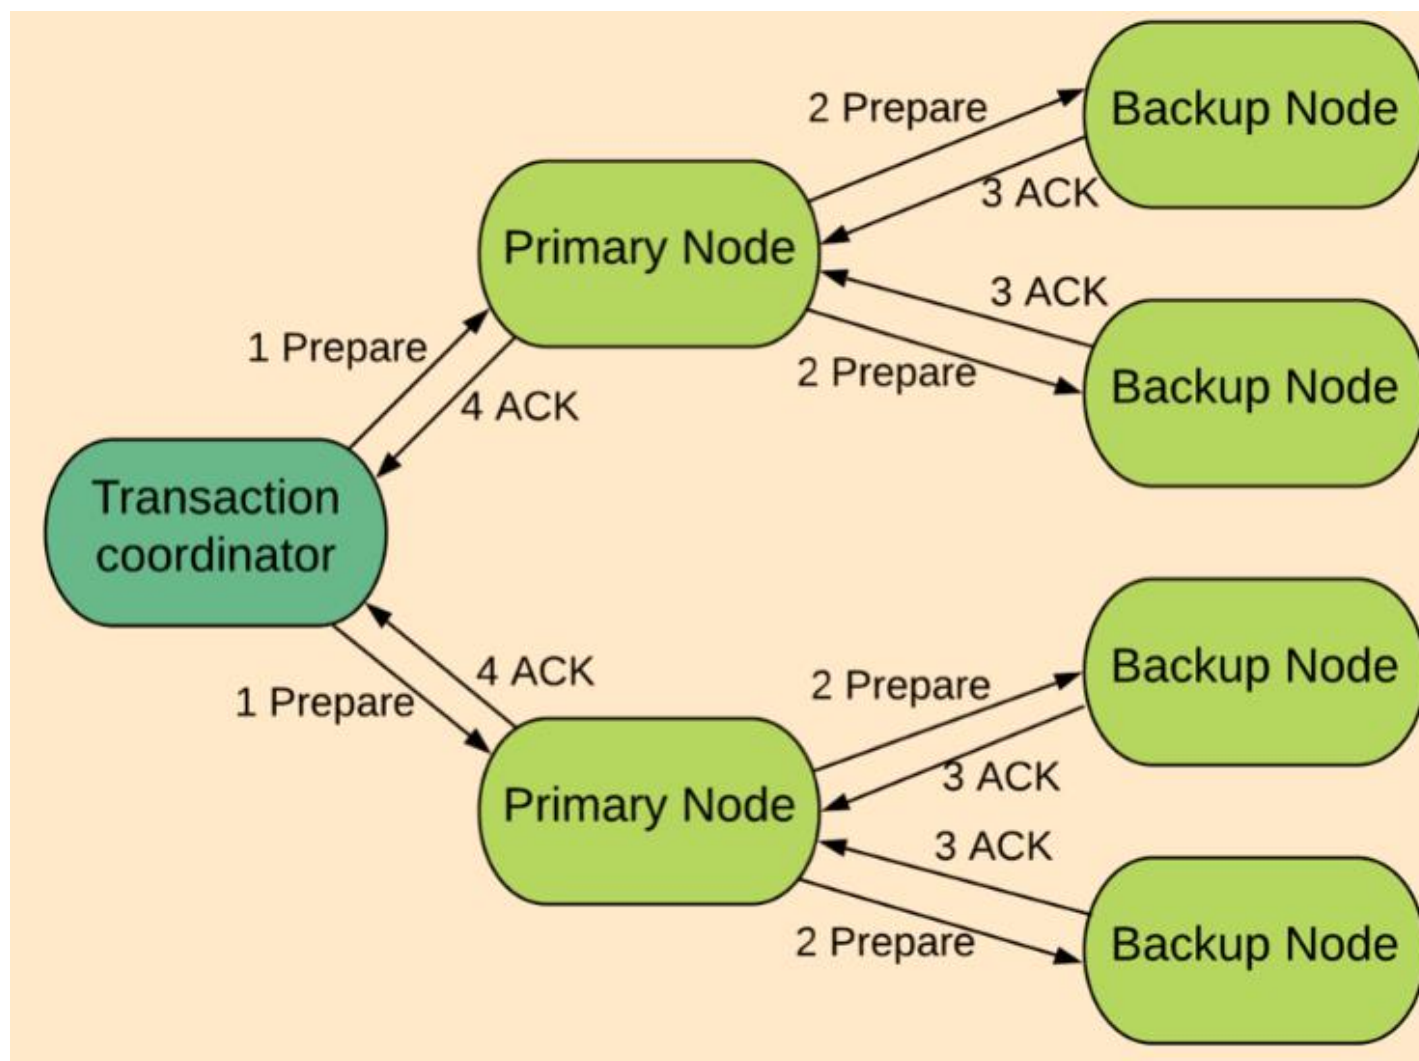 2 Prepare
Backup Node
3 ACK
Primary Node
3 ACK
1 Prepare
2 Prepare
Backup Node
4 ACK
Transaction
coordinator
4 ACK
2 Prepare
Backup Node
1 Prepare
3 ACK
Primary Node
3 ACK
2 Prepare
Backup Node